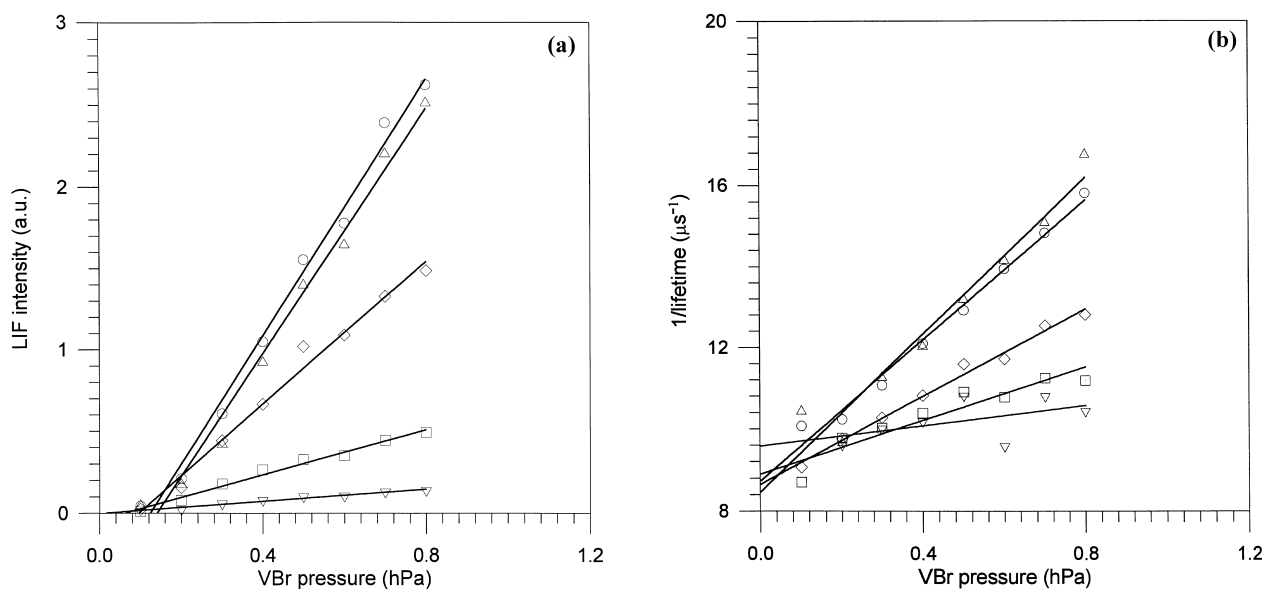 (a)
3
2
1
0
LIF intensity (a.u.)
0.0 0.4 0.8 1.2
VBr pressure (hPa)
(b)
20
16
12
8
1/lifetime (μs⁻¹)
0.0 0.4 0.8 1.2
VBr pressure (hPa)